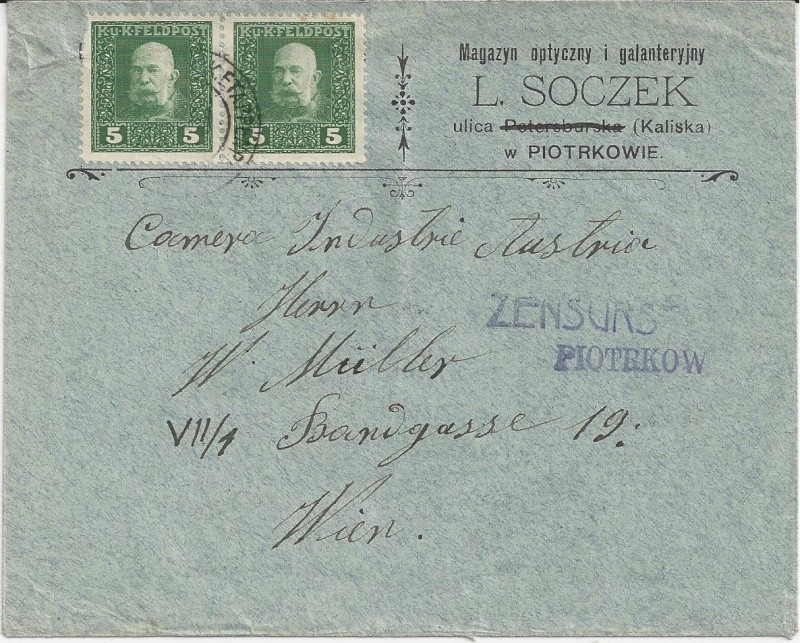 K.u.K.FELDPOST K.u.K.FELDPOST
5 5 5 5
Magazyn optyczny i galanteryjny
L. SOCZEK
ulica Petersburska (Kaliska)
w PIOTRKOWIE.
Camera Industrie Austria
Herrn
ZENSURS=
PIOTRKOW
W. Müller
VII/1 Bandgasse 19.
Wien.